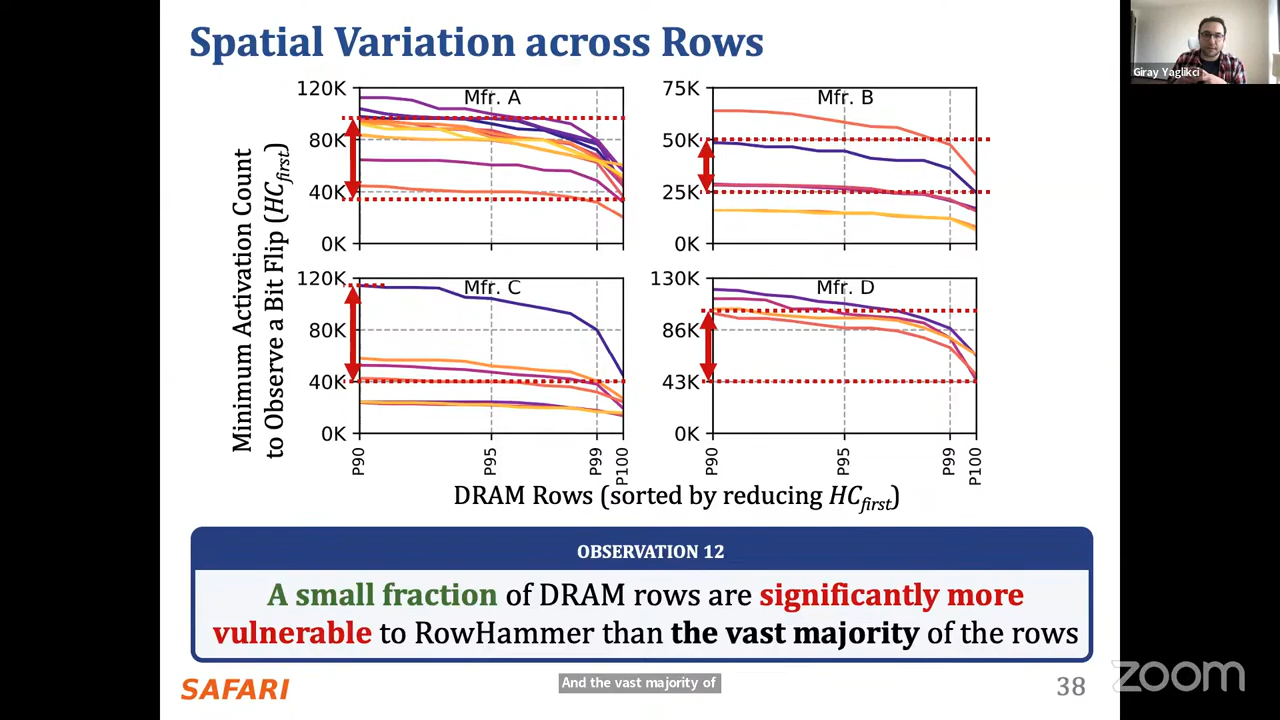 Spatial Variation across Rows
Giray Yaglikci
Minimum Activation Count
to Observe a Bit Flip (HCfirst)
120K
80K
40K
0K
Mfr. A
75K
50K
25K
0K
Mfr. B
120K
80K
40K
0K
Mfr. C
P90
P95
P99
P100
130K
86K
43K
0K
Mfr. D
P90
P95
P99
P100
DRAM Rows (sorted by reducing HCfirst)
OBSERVATION 12
A small fraction of DRAM rows are significantly more
vulnerable to RowHammer than the vast majority of the rows
SAFARI
And the vast majority of
38
zoom